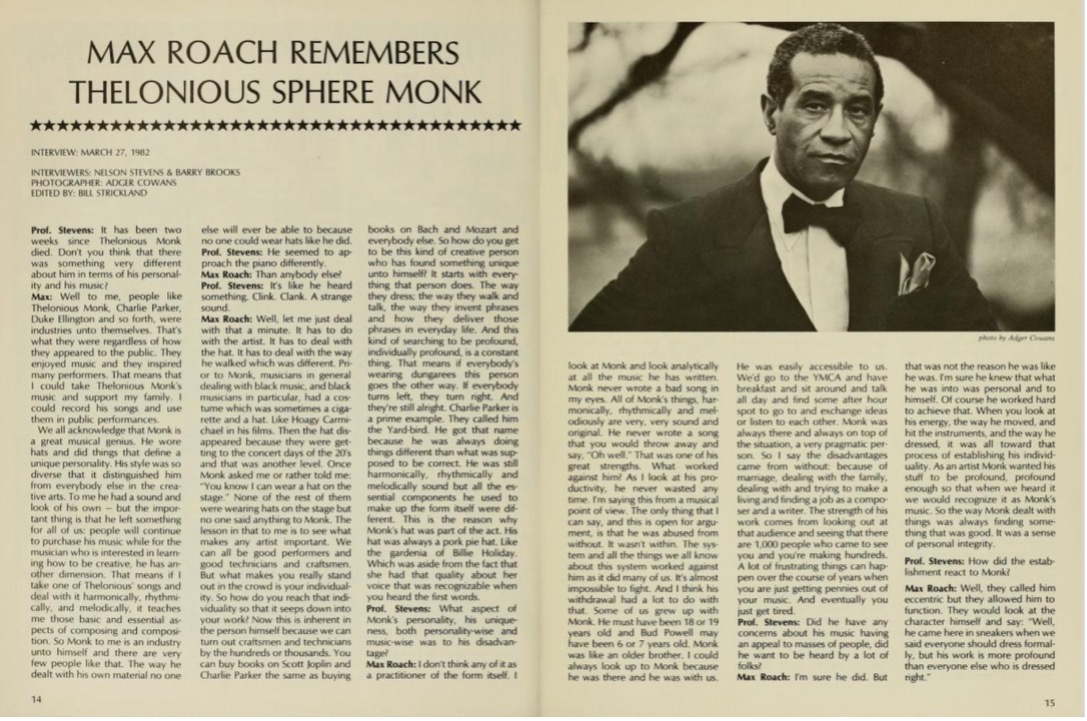 MAX ROACH REMEMBERS
THELONIOUS SPHERE MONK
★★★★★★★★★★★★★★★★★★★★★★★★★★★★★★★★★★★★★★★
INTERVIEW: MARCH 27, 1982
INTERVIEWERS: NELSON STEVENS & BARRY BROOKS
PHOTOGRAPHER: ADGER COWANS
EDITED BY: BILL STRICKLAND
Prof. Stevens: It has been two
weeks since Thelonious Monk
died. Don't you think that there
was something very different
about him in terms of his personal-
ity and his music?
Max: Well to me, people like
Thelonious Monk, Charlie Parker,
Duke Ellington and so forth, were
industries unto themselves. That's
what they were regardless of how
they appeared to the public. They
enjoyed music and they inspired
many performers. That means that
I could take Thelonious Monk's
music and support my family. I
could record his songs and use
them in public performances.
We all acknowledge that Monk is
a great musical genius. He wore
hats and did things that define a
unique personality. His style was so
diverse that it distinguished him
from everybody else in the crea-
tive arts. To me he had a sound and
look of his own – but the impor-
tant thing is that he left something
for all of us: people will continue
to purchase his music while for the
musician who is interested in learn-
ing how to be creative, he has an-
other dimension. That means if I
take one of Thelonious' songs and
deal with it harmonically, rhythmi-
cally, and melodically, it teaches
me those basic and essential as-
pects of composing and composi-
tion. So Monk to me is an industry
unto himself and there are very
few people like that. The way he
dealt with his own material no one
14
else will ever be able to because
no one could wear hats like he did.
Prof. Stevens: He seemed to ap-
proach the piano differently.
Max Roach: Than anybody else?
Prof. Stevens: It's like he heard
something. Clink. Clank. A strange
sound.
Max Roach: Well, let me just deal
with that a minute. It has to do
with the artist. It has to deal with
the hat. It has to deal with the way
he walked which was different. Pri-
or to Monk, musicians in general
dealing with black music, and black
musicians in particular, had a cos-
tume which was sometimes a ciga-
rette and a hat. Like Hoagy Carmi-
chael in his films. Then the hat dis-
appeared because they were get-
ting to the concert days of the 20's
and that was another level. Once
Monk asked me or rather told me:
"You know I can wear a hat on the
stage." None of the rest of them
were wearing hats on the stage but
no one said anything to Monk. The
lesson in that to me is to see what
makes any artist important. We
can all be good performers and
good technicians and craftsmen.
But what makes you really stand
out in the crowd is your individual-
ity. So how do you reach that indi-
viduality so that it seeps down into
your work? Now this is inherent in
the person himself because we can
turn out craftsmen and technicians
by the hundreds or thousands. You
can buy books on Scott Joplin and
Charlie Parker the same as buying
books on Bach and Mozart and
everybody else. So how do you get
to be this kind of creative person
who has found something unique
unto himself? It starts with every-
thing that person does. The way
they dress; the way they walk and
talk, the way they invent phrases
and how they deliver those
phrases in everyday life. And this
kind of searching to be profound,
individually profound, is a constant
thing. That means if everybody's
wearing dungarees this person
goes the other way. If everybody
turns left, they turn right. And
they're still alright. Charlie Parker is
a prime example. They called him
the Yard-bird. He got that name
because he was always doing
things different than what was sup-
posed to be correct. He was still
harmonically, rhythmically and
melodically sound but all the es-
sential components he used to
make up the form itself were dif-
ferent. This is the reason why
Monk's hat was part of the act. His
hat was always a pork pie hat. Like
the gardenia of Billie Holiday.
Which was aside from the fact that
she had that quality about her
voice that was recognizable when
you heard the first words.
Prof. Stevens: What aspect of
Monk's personality, his unique-
ness, both personality-wise and
music-wise was to his disadvan-
tage?
Max Roach: I don't think any of it as
a practitioner of the form itself. I
photo by Adger Cowans
look at Monk and look analytically
at all the music he has written.
Monk never wrote a bad song in
my eyes. All of Monk's things, har-
monically, rhythmically and mel-
odiously are very, very sound and
original. He never wrote a song
that you would throw away and
say, "Oh well." That was one of his
great strengths. What worked
against him? As I look at his pro-
ductivity, he never wasted any
time. I'm saying this from a musical
point of view. The only thing that I
can say, and this is open for argu-
ment, is that he was abused from
without. It wasn't within. The sys-
tem and all the things we all know
about this system worked against
him as it did many of us. It's almost
impossible to fight. And I think his
withdrawal had a lot to do with
that. Some of us grew up with
Monk. He must have been 18 or 19
years old and Bud Powell may
have been 6 or 7 years old. Monk
was like an older brother. I could
always look up to Monk because
he was there and he was with us.
He was easily accessible to us.
We'd go to the YMCA and have
breakfast and sit around and talk
all day and find some after hour
spot to go to and exchange ideas
or listen to each other. Monk was
always there and always on top of
the situation, a very pragmatic per-
son. So I say the disadvantages
came from without: because of
marriage, dealing with the family,
dealing with and trying to make a
living and finding a job as a compo-
ser and a writer. The strength of his
work comes from looking out at
that audience and seeing that there
are 1,000 people who came to see
you and you're making hundreds.
A lot of frustrating things can hap-
pen over the course of years when
you are just getting pennies out of
your music. And eventually you
just get tired.
Prof. Stevens: Did he have any
concerns about his music having
an appeal to masses of people, did
he want to be heard by a lot of
folks?
Max Roach: I'm sure he did. But
that was not the reason he was like
he was. I'm sure he knew that what
he was into was personal and to
himself. Of course he worked hard
to achieve that. When you look at
his energy, the way he moved, and
hit the instruments, and the way he
dressed, it was all toward that
process of establishing his individ-
uality. As an artist Monk wanted his
stuff to be profound, profound
enough so that when we heard it
we would recognize it as Monk's
music. So the way Monk dealt with
things was always finding some-
thing that was good. It was a sense
of personal integrity.
Prof. Stevens: How did the estab-
lishment react to Monk?
Max Roach: Well, they called him
eccentric but they allowed him to
function. They would look at the
character himself and say: "Well,
he came here in sneakers when we
said everyone should dress formal-
ly, but his work is more profound
than everyone else who is dressed
right."
15